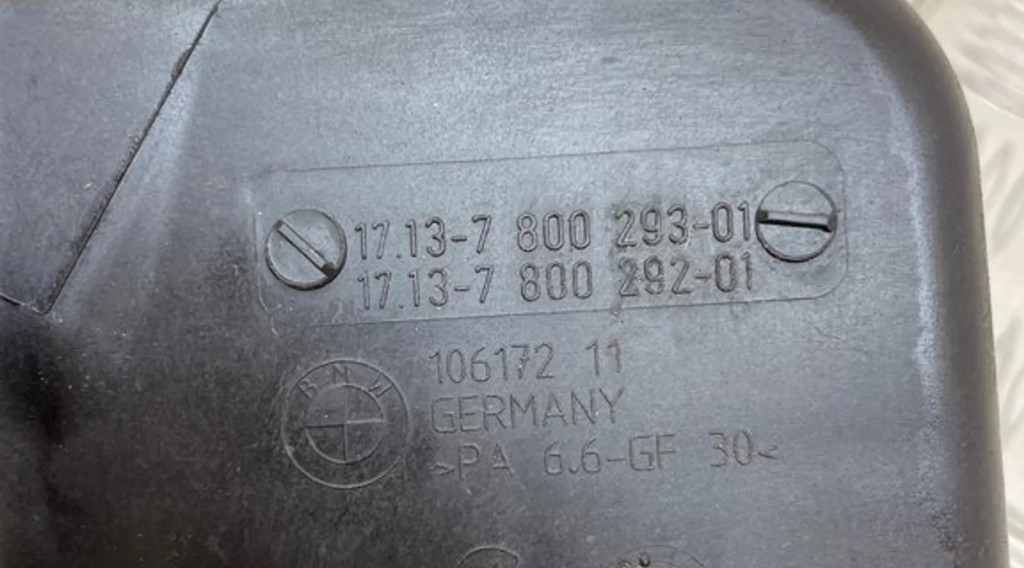 17.13-7 800 293-01
17.13-7 800 292-01
BMW
106172 11
GERMANY
>PA 6.6-GF 30<